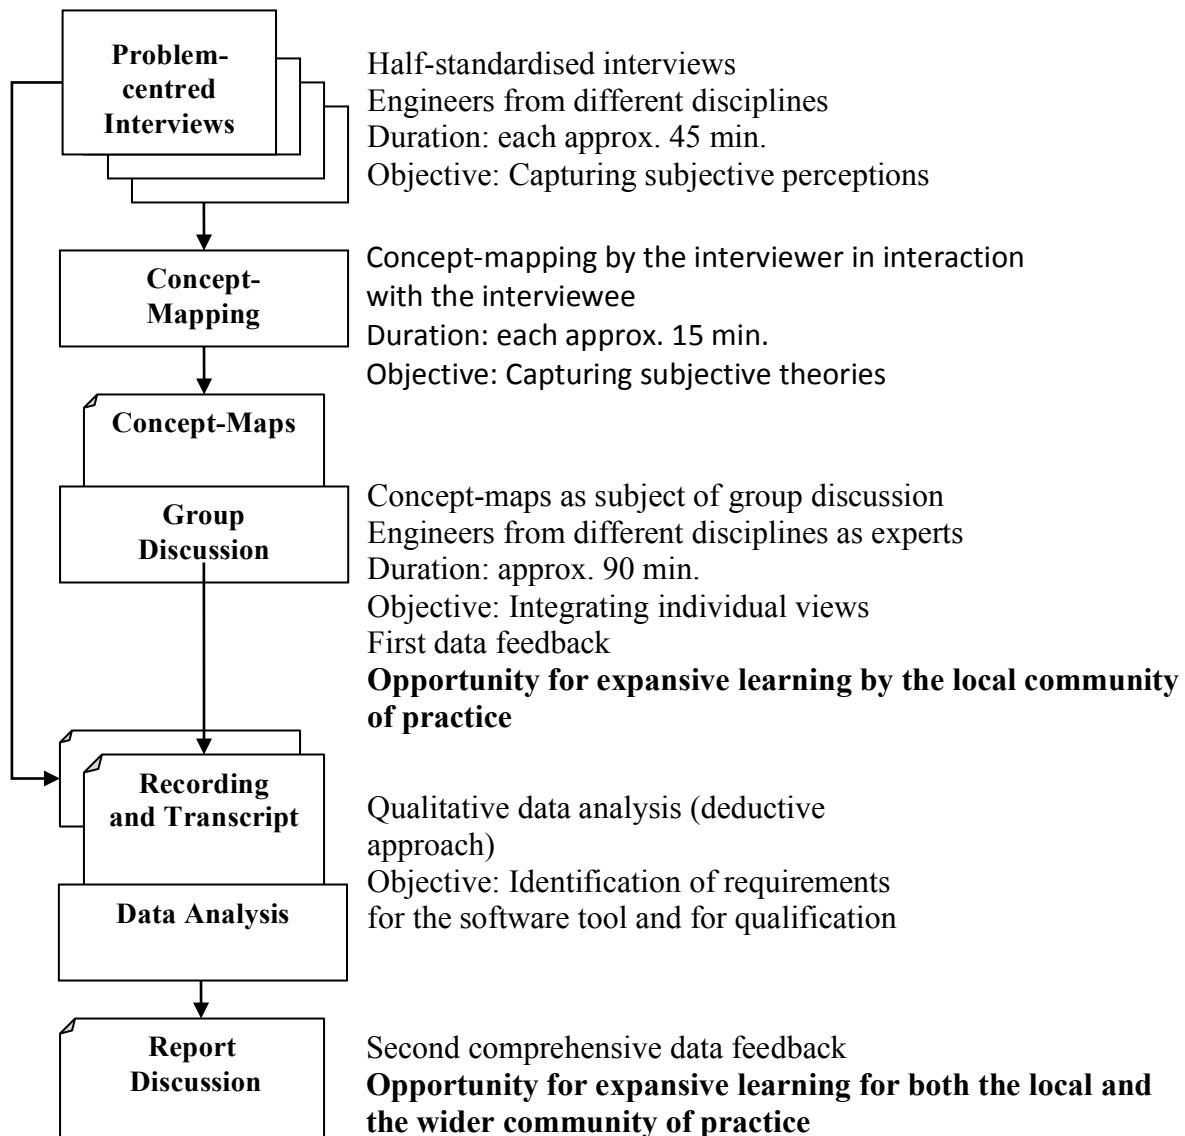 Problem-
centred
Interviews
Half-standardised interviews
Engineers from different disciplines
Duration: each approx. 45 min.
Objective: Capturing subjective perceptions
Concept-
Mapping
Concept-mapping by the interviewer in interaction
with the interviewee
Duration: each approx. 15 min.
Objective: Capturing subjective theories
Concept-Maps
Group
Discussion
Concept-maps as subject of group discussion
Engineers from different disciplines as experts
Duration: approx. 90 min.
Objective: Integrating individual views
First data feedback
Opportunity for expansive learning by the local community
of practice
Recording
and Transcript
Qualitative data analysis (deductive
approach)
Objective: Identification of requirements
for the software tool and for qualification
Data Analysis
Report
Discussion
Second comprehensive data feedback
Opportunity for expansive learning for both the local and
the wider community of practice